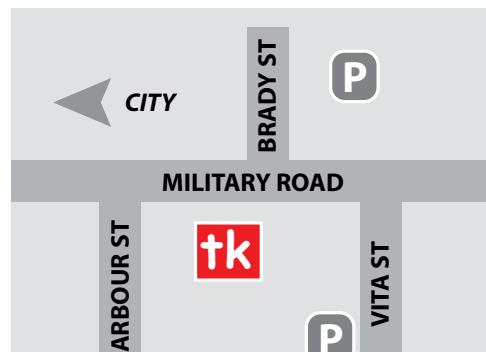 BRADY ST
P
CITY
MILITARY ROAD
tk
ARBOUR ST
VITA ST
P